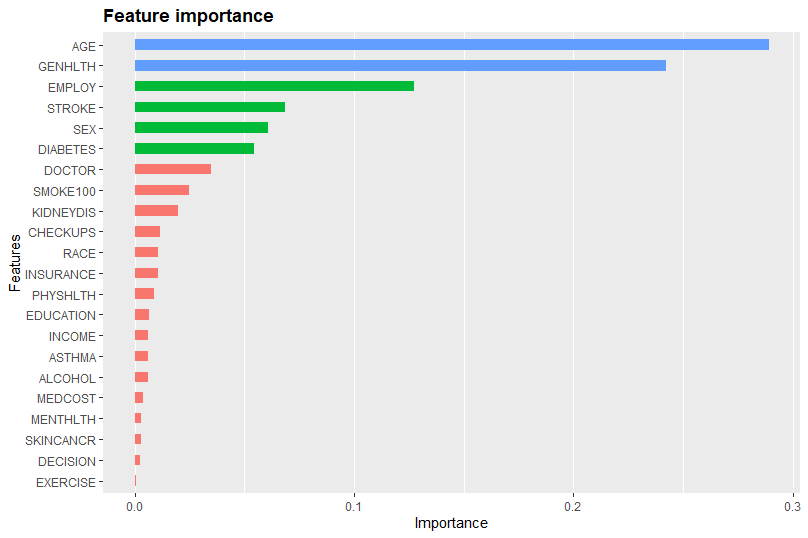 Feature importance
AGE
GENHLTH
EMPLOY
STROKE
SEX
DIABETES
DOCTOR
SMOKE100
KIDNEYDIS
CHECKUPS
RACE
INSURANCE
PHYSHLTH
EDUCATION
INCOME
ASTHMA
ALCOHOL
MEDCOST
MENTHLTH
SKINCANCR
DECISION
EXERCISE
Features
0.0 0.1 0.2 0.3
Importance